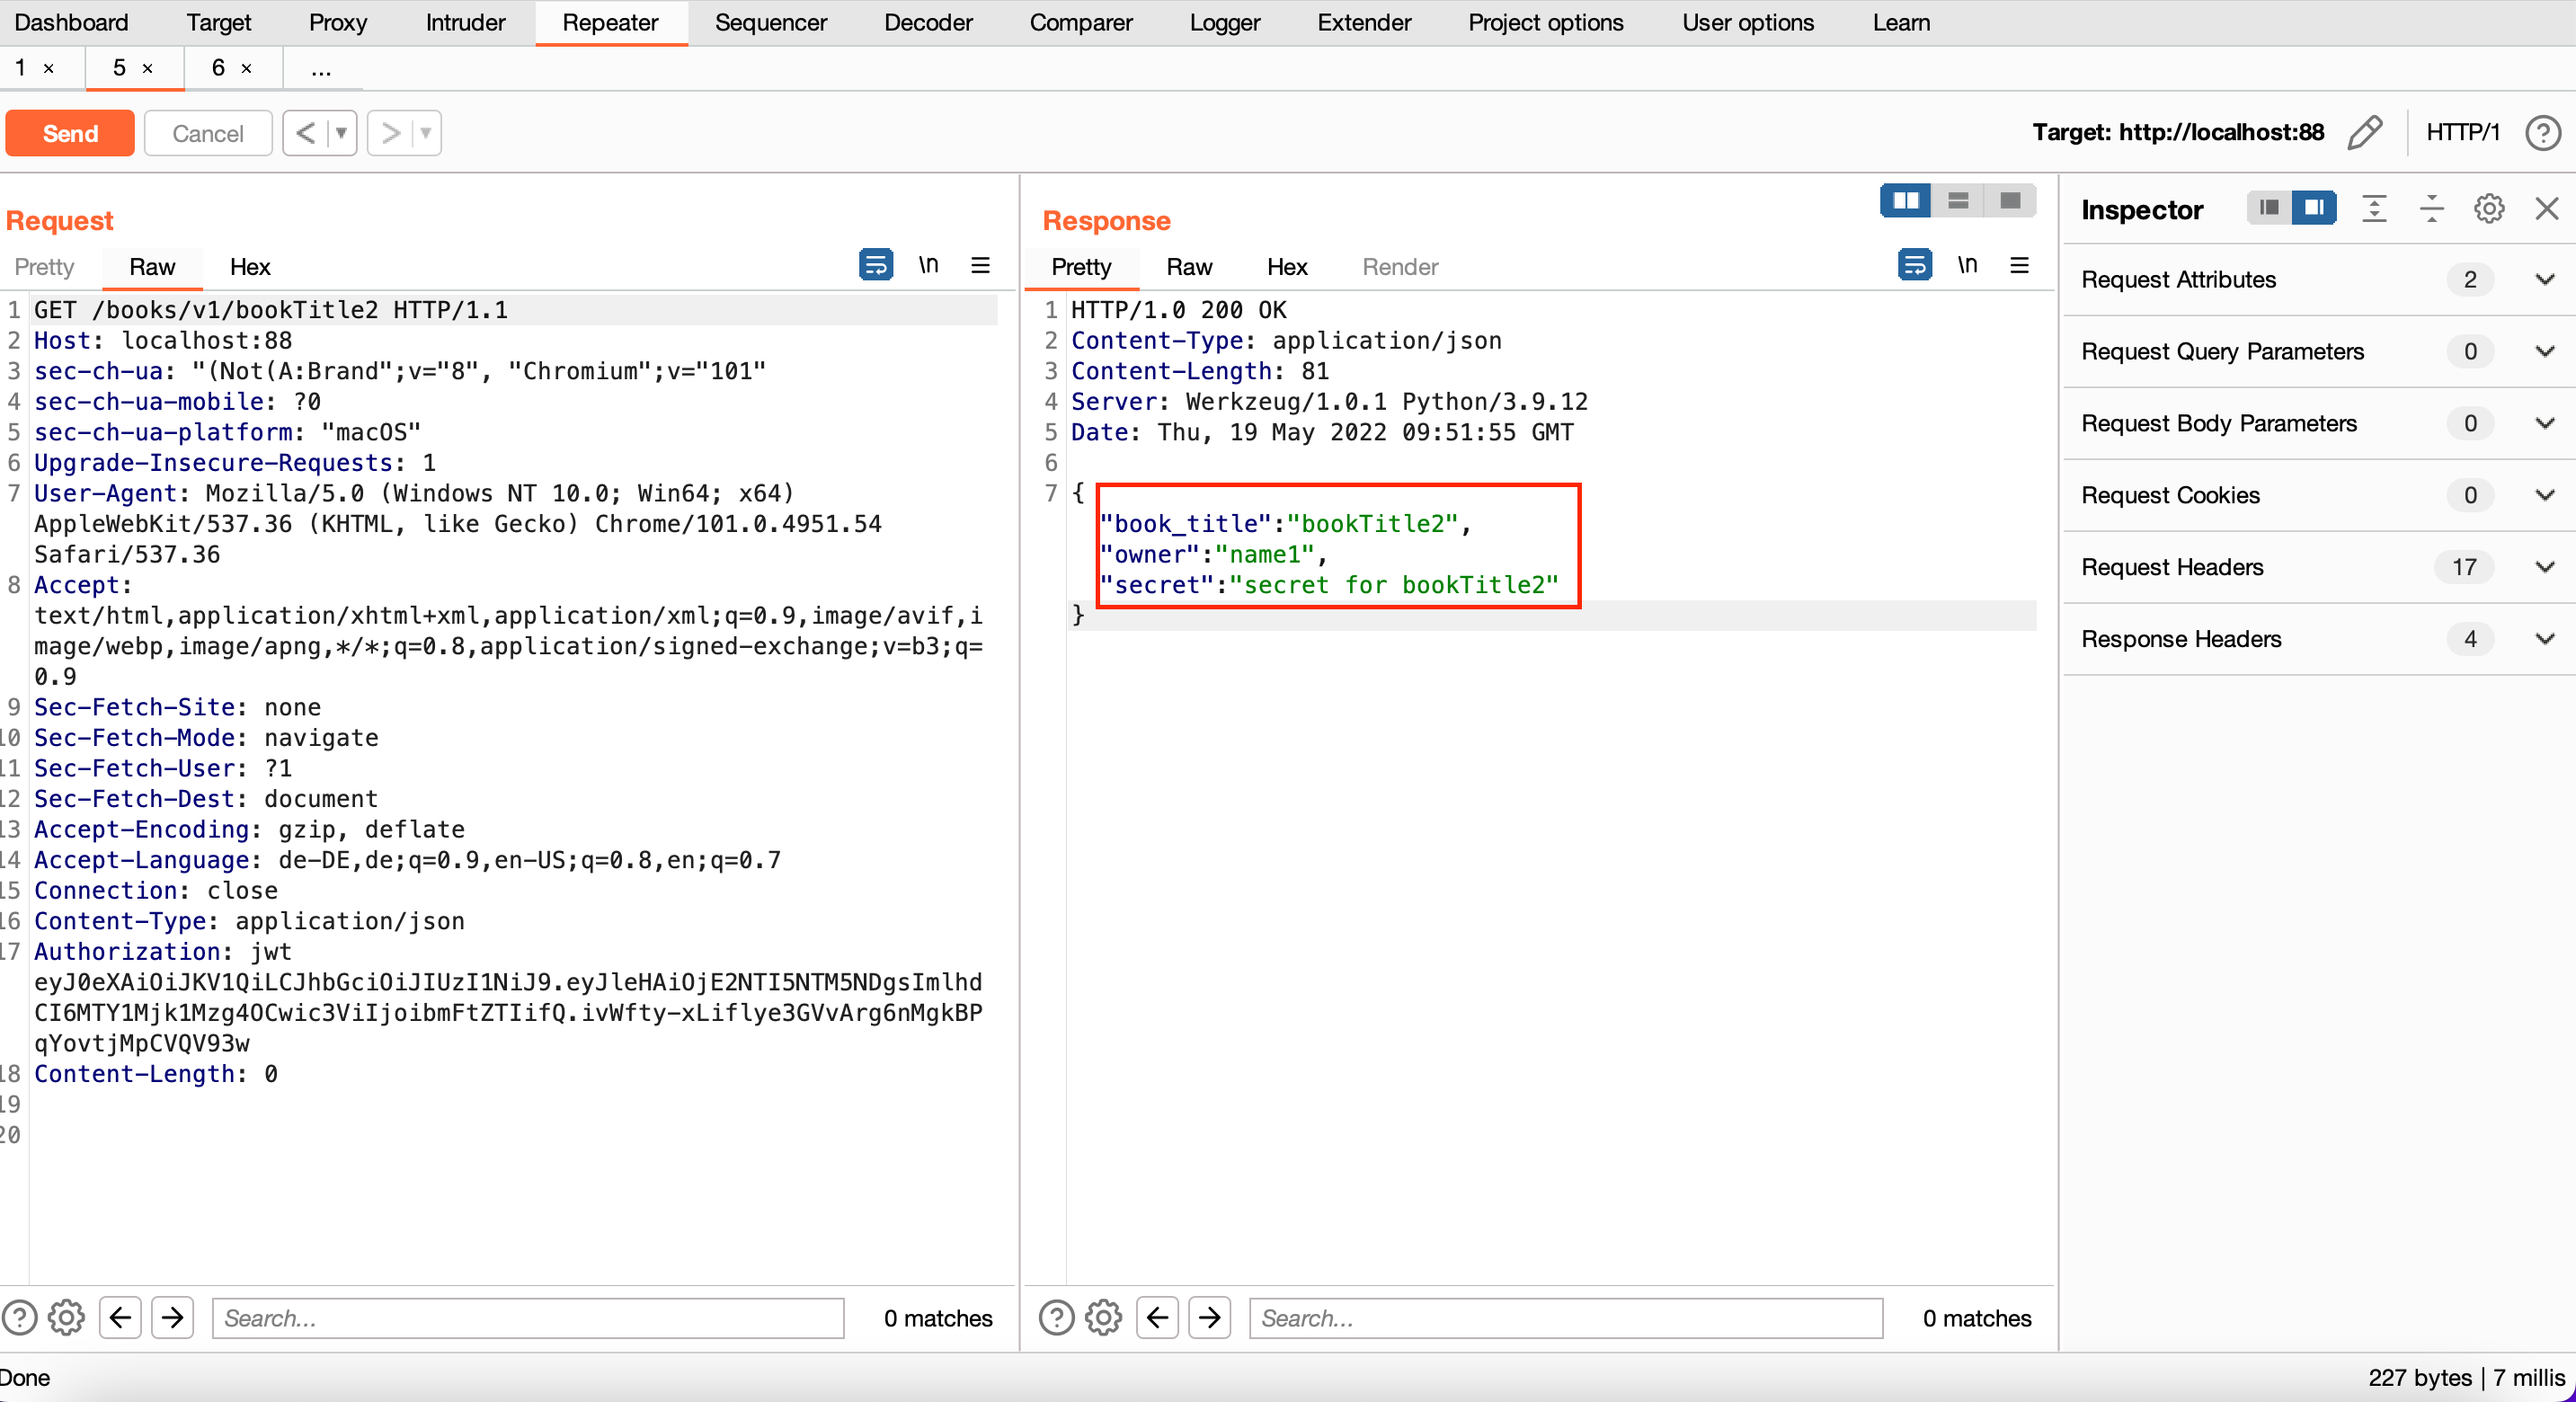 Dashboard Target Proxy Intruder Repeater Sequencer Decoder Comparer Logger Extender Project options User options Learn
1 × 5 × 6 × ...
Send Cancel < > Target: http://localhost:88 HTTP/1
Request
Pretty Raw Hex \n
1 GET /books/v1/bookTitle2 HTTP/1.1
2 Host: localhost:88
3 sec-ch-ua: "(Not(A:Brand";v="8", "Chromium";v="101"
4 sec-ch-ua-mobile: ?0
5 sec-ch-ua-platform: "macOS"
6 Upgrade-Insecure-Requests: 1
7 User-Agent: Mozilla/5.0 (Windows NT 10.0; Win64; x64)
AppleWebKit/537.36 (KHTML, like Gecko) Chrome/101.0.4951.54
Safari/537.36
8 Accept:
text/html,application/xhtml+xml,application/xml;q=0.9,image/avif,i
mage/webp,image/apng,*/*;q=0.8,application/signed-exchange;v=b3;q=
0.9
9 Sec-Fetch-Site: none
10 Sec-Fetch-Mode: navigate
11 Sec-Fetch-User: ?1
12 Sec-Fetch-Dest: document
13 Accept-Encoding: gzip, deflate
14 Accept-Language: de-DE,de;q=0.9,en-US;q=0.8,en;q=0.7
15 Connection: close
16 Content-Type: application/json
17 Authorization: jwt
eyJ0eXAiOiJKV1QiLCJhbGciOiJIUzI1NiJ9.eyJleHAiOjE2NTI5NTM5NDgsImlhd
CI6MTY1Mjk1Mzg4OCwic3ViIjoibmFtZTIifQ.ivWfty-xLiflye3GVvArg6nMgkBP
qYovtjMpCVQV93w
18 Content-Length: 0
19
20
Search... 0 matches
Response
Pretty Raw Hex Render \n
1 HTTP/1.0 200 OK
2 Content-Type: application/json
3 Content-Length: 81
4 Server: Werkzeug/1.0.1 Python/3.9.12
5 Date: Thu, 19 May 2022 09:51:55 GMT
6
7 {
"book_title":"bookTitle2",
"owner":"name1",
"secret":"secret for bookTitle2"
}
Search... 0 matches
Inspector
Request Attributes 2
Request Query Parameters 0
Request Body Parameters 0
Request Cookies 0
Request Headers 17
Response Headers 4
Done
227 bytes | 7 millis